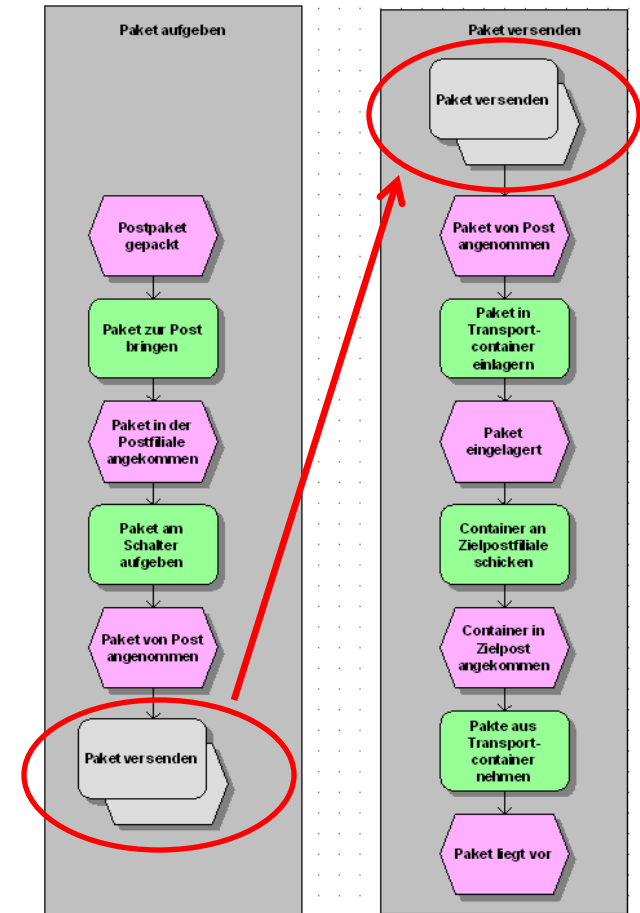 Paket aufgeben
Postpaket
gepackt
Paket zur Post
bringen
Paket in der
Postfiliale
angekommen
Paket am
Schalter
aufgeben
Paket von Post
angenommen
Paket versenden
Paket versenden
Paket versenden
Paket von Post
angenommen
Paket in
Transport-
container
einlagern
Paket
eingelagert
Container an
Zielpostfiliale
schicken
Container in
Zielpost
angekommen
Pakte aus
Transport-
container
nehmen
Paket liegt vor